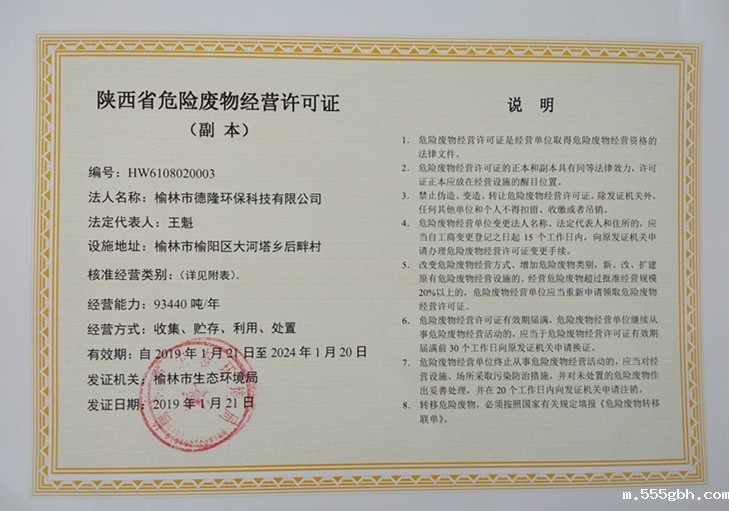 陕西省危险废物经营许可证
（副 本）
编号：HW6108020003
法人名称：榆林市德隆环保科技有限公司
法定代表人：王魁
设施地址：榆林市榆阳区大河塔乡后畔村
核准经营类别：（详见附表）。
经营能力：93440 吨/年
经营方式：收集、贮存、利用、处置
有效期：自 2019 年 1 月 21 日至 2024 年 1 月 20 日
发证机关：榆林市生态环境局
发证日期：2019 年 1 月 21 日
说 明
1. 危险废物经营许可证是经营单位取得危险废物经营资格的
法律文件。
2. 危险废物经营许可证的正本和副本具有同等法律效力，许可
证正本应放在经营设施的醒目位置。
3. 禁止伪造、变造、转让危险废物经营许可证。除发证机关外，
任何其他单位和个人不得扣留、收缴或者吊销。
4. 危险废物经营单位变更法人名称、法定代表人和住所的，应
当自工商变更登记之日起 15 个工作日内，向原发证机关申
请办理危险废物经营许可证变更手续。
5. 改变危险废物经营方式、增加危险废物类别，新、改、扩建
原有危险废物经营设施的、经营危险废物超过批准经营规模
20%以上的，危险废物经营单位应当重新申请领取危险废物
经营许可证。
6. 危险废物经营许可证有效期届满，危险废物经营单位继续从
事危险废物经营活动的，应当于危险废物经营许可证有效期
届满前 30 个工作日向原发证机关申请换证。
7. 危险废物经营单位终止从事危险废物经营活动的，应当对经
营设施、场所采取污染防治措施，并对未处置的危险废物作
出妥善处理，并在 20 个工作日内向发证机关申请注销。
8. 转移危险废物，必须按照国家有关规定填报《危险废物转移
联单》。
m.555gbh.com